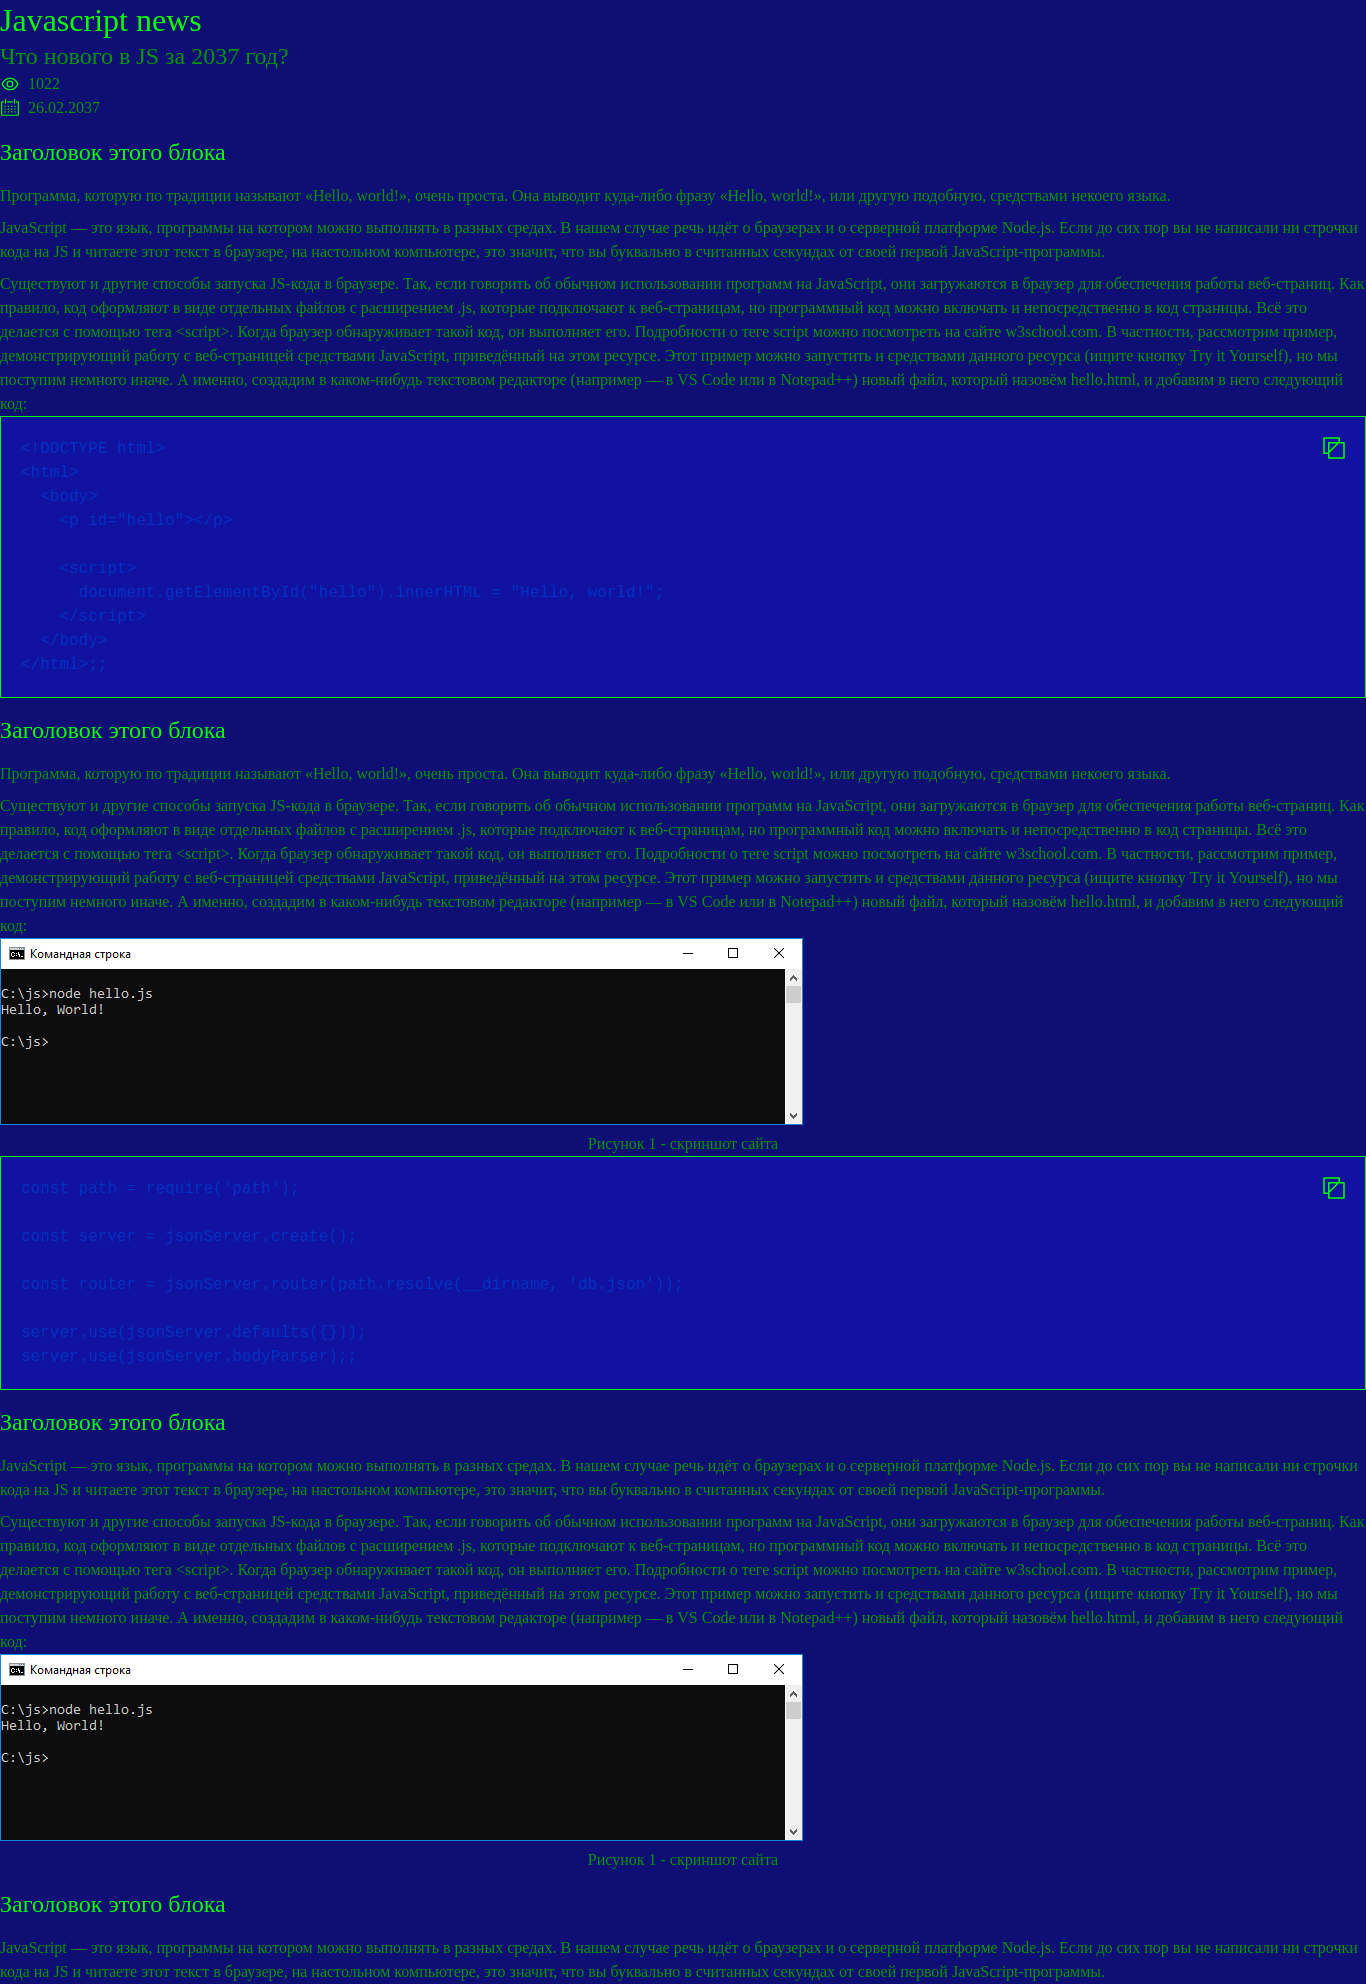 Javascript news
Что нового в JS за 2037 год?
1022
26.02.2037
Заголовок этого блока
Программа, которую по традиции называют «Hello, world!», очень проста. Она выводит куда-либо фразу «Hello, world!», или другую подобную, средствами некоего языка.
JavaScript — это язык, программы на котором можно выполнять в разных средах. В нашем случае речь идёт о браузерах и о серверной платформе Node.js. Если до сих пор вы не написали ни строчки
кода на JS и читаете этот текст в браузере, на настольном компьютере, это значит, что вы буквально в считанных секундах от своей первой JavaScript-программы.
Существуют и другие способы запуска JS-кода в браузере. Так, если говорить об обычном использовании программ на JavaScript, они загружаются в браузер для обеспечения работы веб-страниц. Как
правило, код оформляют в виде отдельных файлов с расширением .js, которые подключают к веб-страницам, но программный код можно включать и непосредственно в код страницы. Всё это
делается с помощью тега <script>. Когда браузер обнаруживает такой код, он выполняет его. Подробности о теге script можно посмотреть на сайте w3school.com. В частности, рассмотрим пример,
демонстрирующий работу с веб-страницей средствами JavaScript, приведённый на этом ресурсе. Этот пример можно запустить и средствами данного ресурса (ищите кнопку Try it Yourself), но мы
поступим немного иначе. А именно, создадим в каком-нибудь текстовом редакторе (например — в VS Code или в Notepad++) новый файл, который назовём hello.html, и добавим в него следующий
код:
<!DOCTYPE html>
<html>
  <body>
    <p id="hello"></p>
    <script>
      document.getElementById("hello").innerHTML = "Hello, world!";
    </script>
  </body>
</html>;;
Заголовок этого блока
Программа, которую по традиции называют «Hello, world!», очень проста. Она выводит куда-либо фразу «Hello, world!», или другую подобную, средствами некоего языка.
Существуют и другие способы запуска JS-кода в браузере. Так, если говорить об обычном использовании программ на JavaScript, они загружаются в браузер для обеспечения работы веб-страниц. Как
правило, код оформляют в виде отдельных файлов с расширением .js, которые подключают к веб-страницам, но программный код можно включать и непосредственно в код страницы. Всё это
делается с помощью тега <script>. Когда браузер обнаруживает такой код, он выполняет его. Подробности о теге script можно посмотреть на сайте w3school.com. В частности, рассмотрим пример,
демонстрирующий работу с веб-страницей средствами JavaScript, приведённый на этом ресурсе. Этот пример можно запустить и средствами данного ресурса (ищите кнопку Try it Yourself), но мы
поступим немного иначе. А именно, создадим в каком-нибудь текстовом редакторе (например — в VS Code или в Notepad++) новый файл, который назовём hello.html, и добавим в него следующий
код:
Командная строка
C:\js>node hello.js
Hello, World!
C:\js>
Рисунок 1 - скриншот сайта
const path = require('path');
const server = jsonServer.create();
const router = jsonServer.router(path.resolve(__dirname, 'db.json'));
server.use(jsonServer.defaults({}));
server.use(jsonServer.bodyParser);;
Заголовок этого блока
JavaScript — это язык, программы на котором можно выполнять в разных средах. В нашем случае речь идёт о браузерах и о серверной платформе Node.js. Если до сих пор вы не написали ни строчки
кода на JS и читаете этот текст в браузере, на настольном компьютере, это значит, что вы буквально в считанных секундах от своей первой JavaScript-программы.
Существуют и другие способы запуска JS-кода в браузере. Так, если говорить об обычном использовании программ на JavaScript, они загружаются в браузер для обеспечения работы веб-страниц. Как
правило, код оформляют в виде отдельных файлов с расширением .js, которые подключают к веб-страницам, но программный код можно включать и непосредственно в код страницы. Всё это
делается с помощью тега <script>. Когда браузер обнаруживает такой код, он выполняет его. Подробности о теге script можно посмотреть на сайте w3school.com. В частности, рассмотрим пример,
демонстрирующий работу с веб-страницей средствами JavaScript, приведённый на этом ресурсе. Этот пример можно запустить и средствами данного ресурса (ищите кнопку Try it Yourself), но мы
поступим немного иначе. А именно, создадим в каком-нибудь текстовом редакторе (например — в VS Code или в Notepad++) новый файл, который назовём hello.html, и добавим в него следующий
код:
Командная строка
C:\js>node hello.js
Hello, World!
C:\js>
Рисунок 1 - скриншот сайта
Заголовок этого блока
JavaScript — это язык, программы на котором можно выполнять в разных средах. В нашем случае речь идёт о браузерах и о серверной платформе Node.js. Если до сих пор вы не написали ни строчки
кода на JS и читаете этот текст в браузере, на настольном компьютере, это значит, что вы буквально в считанных секундах от своей первой JavaScript-программы.